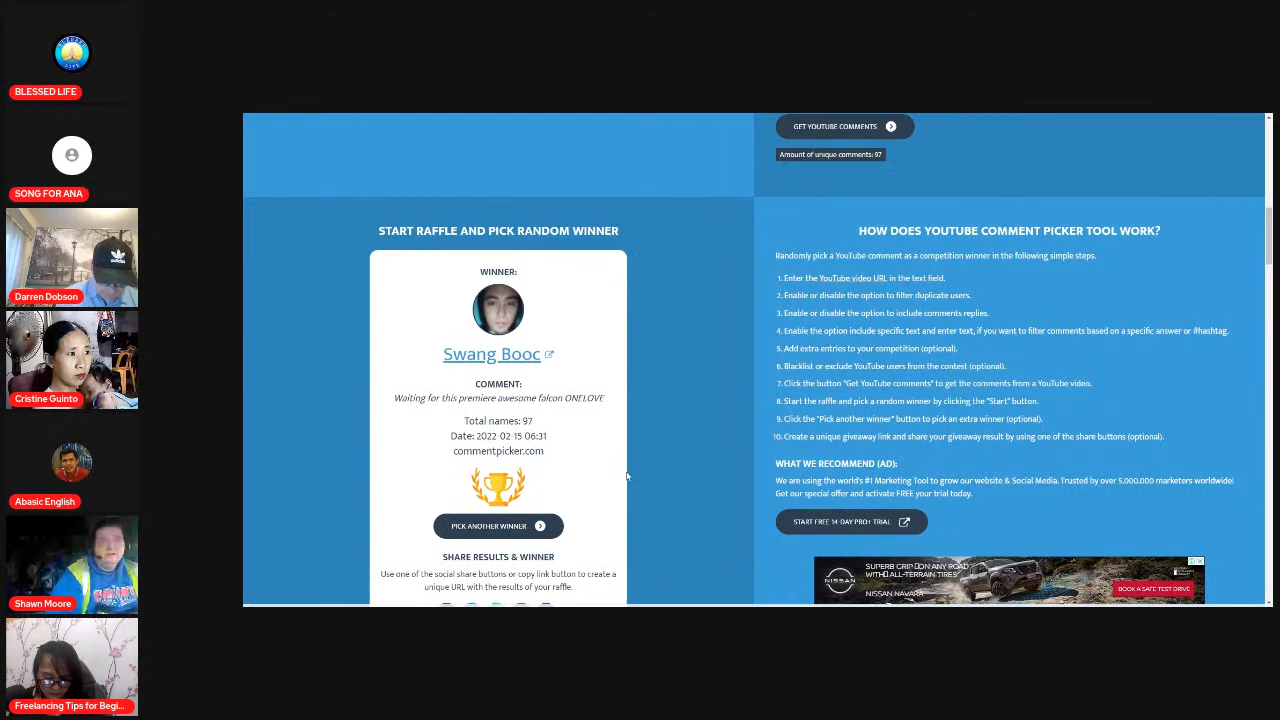 BLESSED LIFE
SONG FOR ANA
Darren Dobson
Cristine Guinto
Abasic English
Shawn Moore
Freelancing Tips for Begi...
START RAFFLE AND PICK RANDOM WINNER
WINNER:
Swang Booc
COMMENT:
Waiting for this premiere awesome falcon ONELOVE
Total names: 97
Date: 2022-02-15 06:31
commentpicker.com
PICK ANOTHER WINNER
SHARE RESULTS & WINNER
Use one of the social share buttons or copy link button to create a
unique URL with the results of your raffle.
GET YOUTUBE COMMENTS
Amount of unique comments: 97
HOW DOES YOUTUBE COMMENT PICKER TOOL WORK?
Randomly pick a YouTube comment as a competition winner in the following simple steps.
1. Enter the YouTube video URL in the text field.
2. Enable or disable the option to filter duplicate users.
3. Enable or disable the option to include comments replies.
4. Enable the option include specific text and enter text, if you want to filter comments based on a specific answer or #hashtag.
5. Add extra entries to your competition (optional).
6. Blacklist or exclude YouTube users from the contest (optional).
7. Click the button "Get YouTube comments" to get the comments from a YouTube video.
8. Start the raffle and pick a random winner by clicking the "Start" button.
9. Click the "Pick another winner" button to pick an extra winner (optional).
10. Create a unique giveaway link and share your giveaway result by using one of the share buttons (optional).
WHAT WE RECOMMEND (AD):
We are using the world's #1 Marketing Tool to grow our website & Social Media. Trusted by over 5.000.000 marketers worldwide!
Get our special offer and activate FREE your trial today.
START FREE 14-DAY PRO+ TRIAL
NISSAN
SUPERB GRIP ON ANY ROAD
WITH ALL-TERRAIN TIRES
NISSAN NAVARA
BOOK A SAFE TEST DRIVE